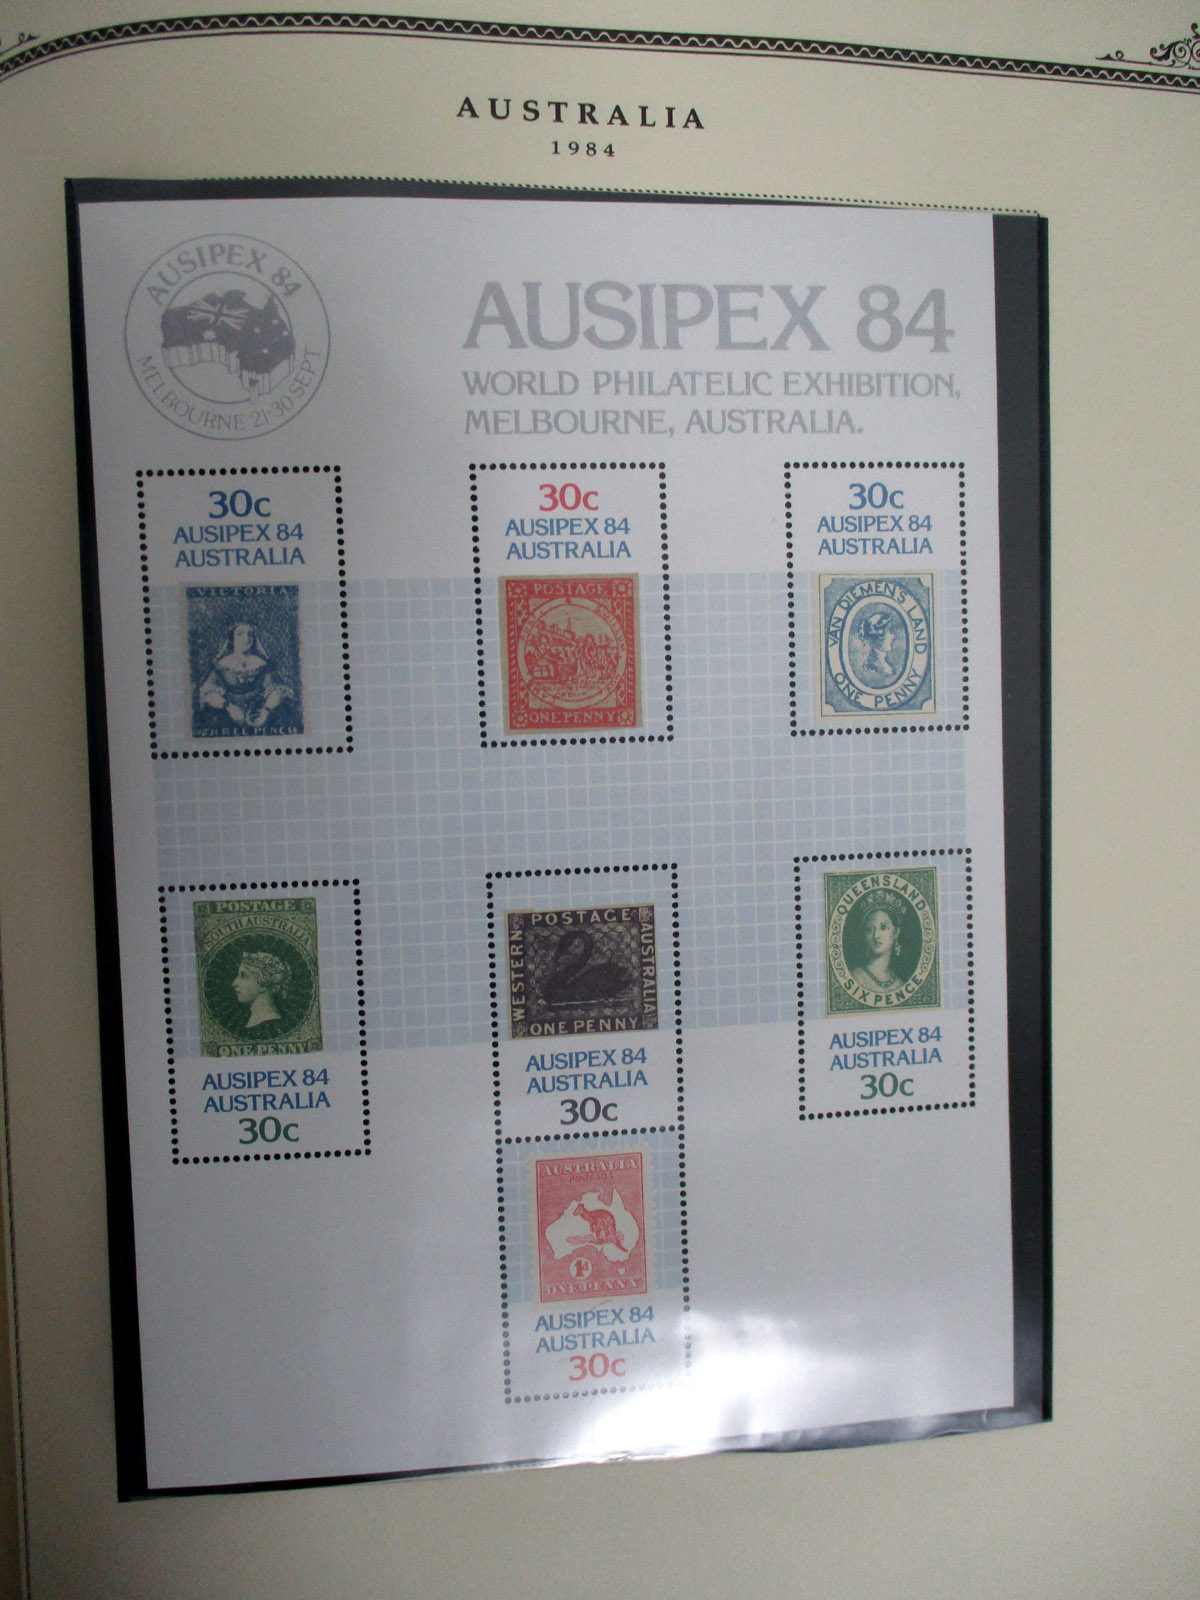 AUSTRALIA
1984
AUSIPEX 84
MELBOURNE 21-30 SEPT
AUSIPEX 84
WORLD PHILATELIC EXHIBITION,
MELBOURNE, AUSTRALIA.
30c
AUSIPEX 84
AUSTRALIA
VICTORIA
THREE PENCE
30c
AUSIPEX 84
AUSTRALIA
POSTAGE
ONE PENNY
30c
AUSIPEX 84
AUSTRALIA
VAN DIEMEN'S LAND
ONE PENNY
POSTAGE
SOUTH AUSTRALIA
ONE PENNY
AUSIPEX 84
AUSTRALIA
30c
POSTAGE
WESTERN
AUSTRALIA
ONE PENNY
AUSIPEX 84
AUSTRALIA
30c
QUEENSLAND
SIX PENCE
AUSIPEX 84
AUSTRALIA
30c
AUSTRALIA
POSTAGE
1d
ONE PENNY
AUSIPEX 84
AUSTRALIA
30c